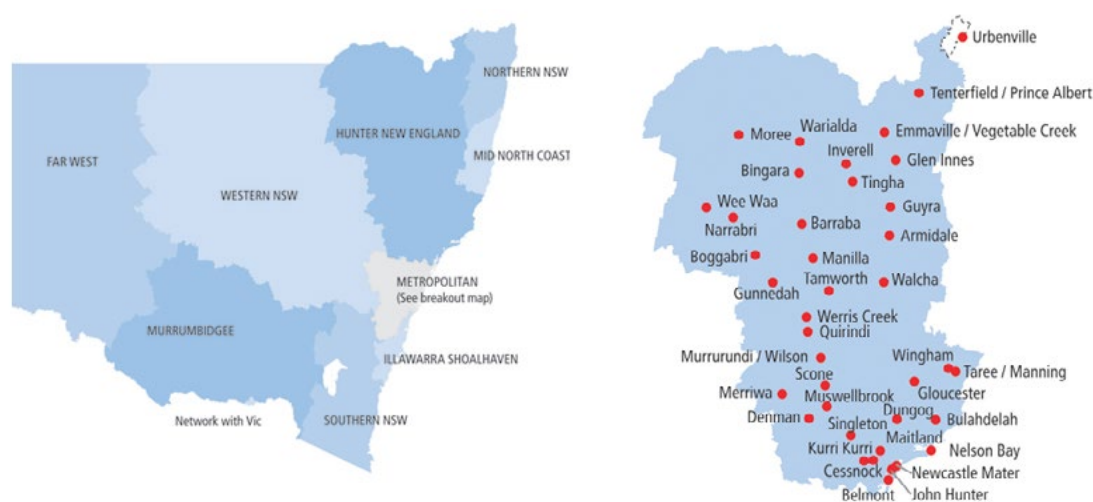 NORTHERN NSW
HUNTER NEW ENGLAND
MID NORTH COAST
FAR WEST
WESTERN NSW
METROPOLITAN
(See breakout map)
MURRUMBIDGEE
ILLAWARRA SHOALHAVEN
Network with Vic
SOUTHERN NSW
Urbenville
Tenterfield / Prince Albert
Moree
Warialda
Emmaville / Vegetable Creek
Inverell
Glen Innes
Bingara
Tingha
Wee Waa
Guyra
Narrabri
Barraba
Armidale
Boggabri
Manilla
Tamworth
Walcha
Gunnedah
Werris Creek
Quirindi
Murrurundi / Wilson
Wingham
Taree / Manning
Scone
Gloucester
Merriwa
Muswellbrook
Denman
Dungog
Bulahdelah
Singleton
Kurri Kurri
Maitland
Nelson Bay
Cessnock
Newcastle Mater
Belmont
John Hunter